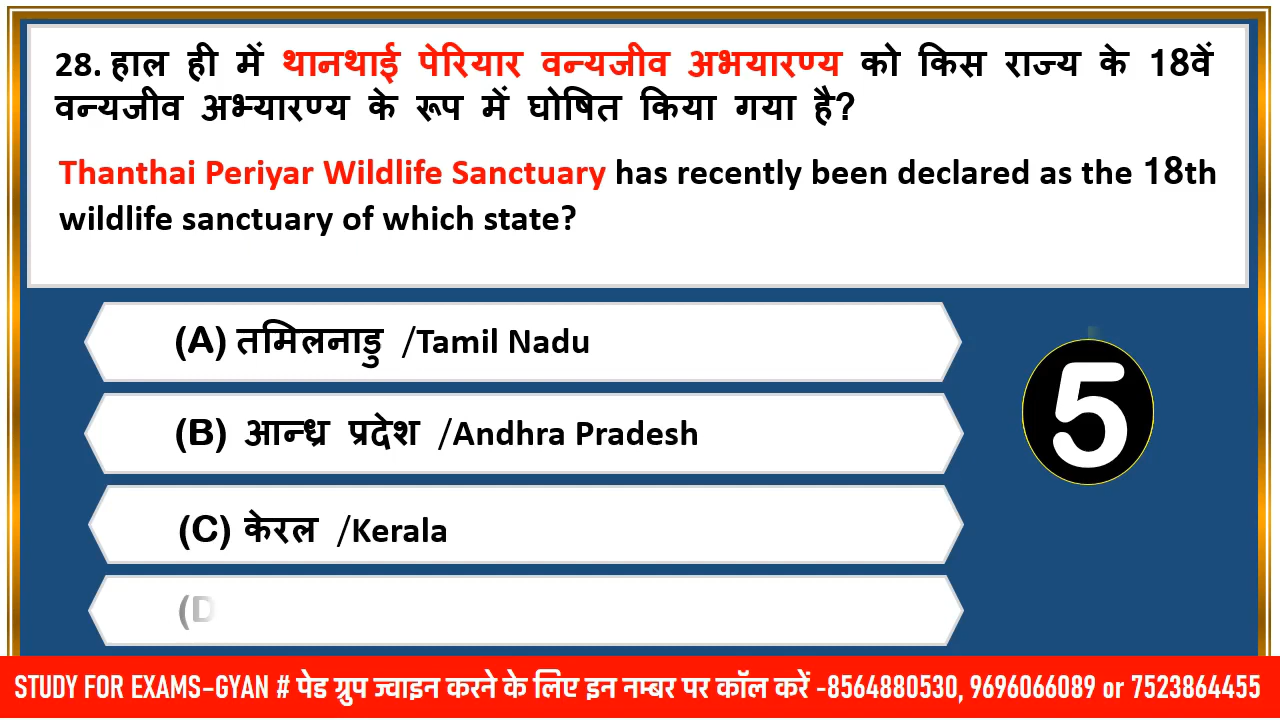 28. हाल ही में थानथाई पेरियार वन्यजीव अभयारण्य को किस राज्य के 18वें
वन्यजीव अभ्यारण्य के रूप में घोषित किया गया है?
Thanthai Periyar Wildlife Sanctuary has recently been declared as the 18th
wildlife sanctuary of which state?
(A) तमिलनाडु /Tamil Nadu
(B) आन्ध्र प्रदेश /Andhra Pradesh
5
(C) केरल /Kerala
(D
STUDY FOR EXAMS-GYAN # पेड ग्रुप ज्वाइन करने के लिए इन नम्बर पर कॉल करें -8564880530, 9696066089 or 7523864455